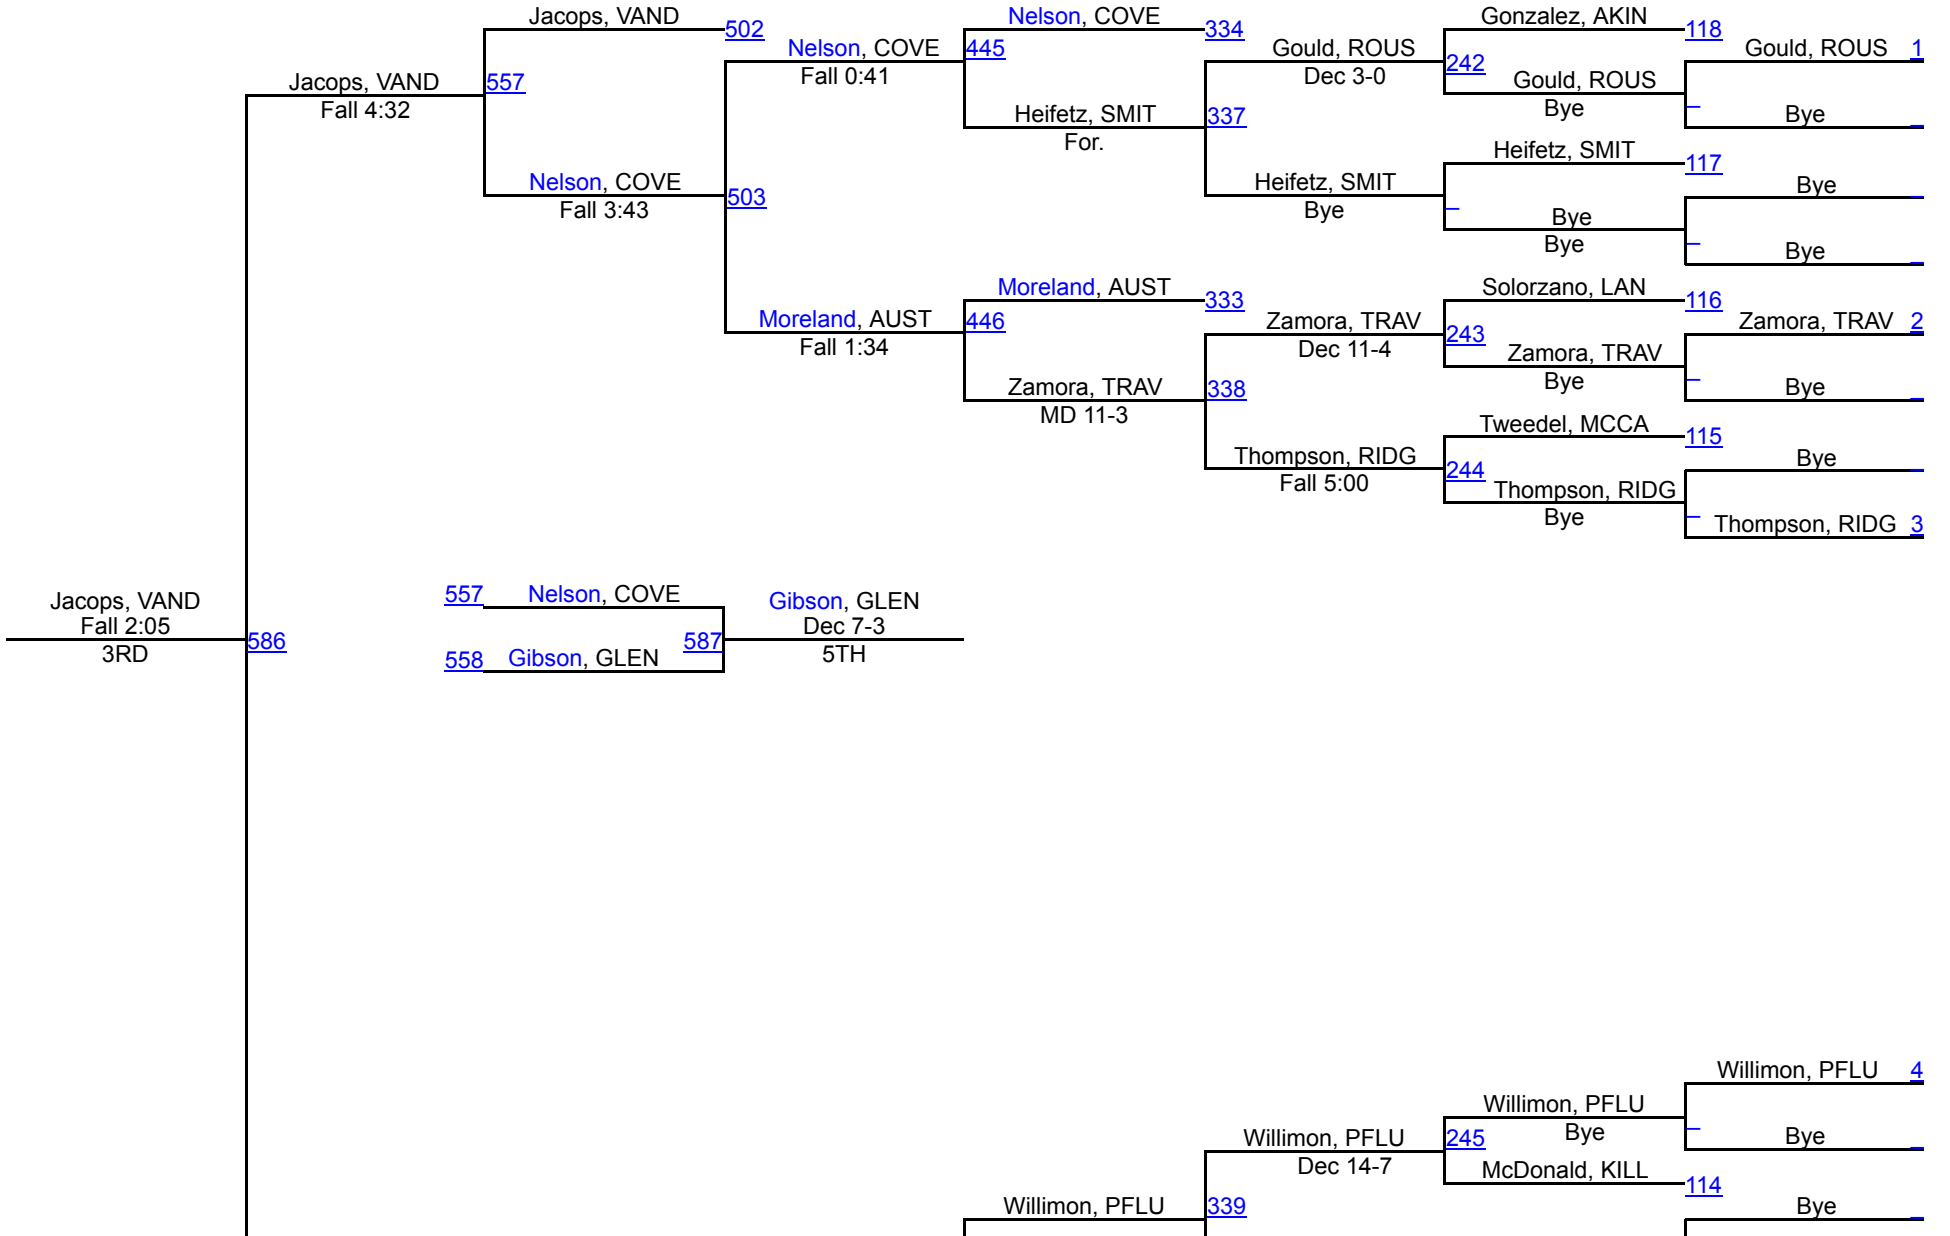 Jacops, VAND
502
Nelson, COVE
334
Gonzalez, AKIN
118
Nelson, COVE
445
Fall 0:41
Gould, ROUS
Dec 3-0
242
Gould, ROUS 1
Jacops, VAND
Fall 4:32
557
Gould, ROUS
Bye
–
Bye
Heifetz, SMIT
For.
337
Heifetz, SMIT
117
Nelson, COVE
Fall 3:43
503
Heifetz, SMIT
Bye
–
Bye
Bye
Bye
–
Bye
Moreland, AUST
333
Solorzano, LAN
116
Moreland, AUST
Fall 1:34
446
Zamora, TRAV
Dec 11-4
243
Zamora, TRAV 2
Zamora, TRAV
Bye
–
Bye
Zamora, TRAV
MD 11-3
338
Tweedel, MCCA
115
Thompson, RIDG
Fall 5:00
244
Bye
Thompson, RIDG
Bye
–
Thompson, RIDG 3
Jacops, VAND
Fall 2:05
3RD
586
557 Nelson, COVE
558 Gibson, GLEN
587
Gibson, GLEN
Dec 7-3
5TH
Willimon, PFLU 4
Willimon, PFLU
Bye
–
Bye
Willimon, PFLU
Dec 14-7
245
McDonald, KILL
114
Willimon, PFLU
339
Bye